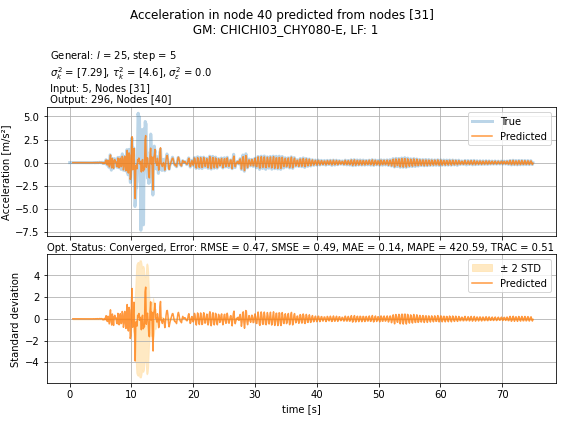 Acceleration in node 40 predicted from nodes [31]
GM: CHICHI03_CHY080-E, LF: 1
General: l = 25, step = 5
σ²ₖ = [7.29], τ²ₖ = [4.6], σ²ε = 0.0
Input: 5, Nodes [31]
Output: 296, Nodes [40]
5.0
2.5
0.0
−2.5
−5.0
−7.5
Acceleration [m/s²]
True
Predicted
Opt. Status: Converged, Error: RMSE = 0.47, SMSE = 0.49, MAE = 0.14, MAPE = 420.59, TRAC = 0.51
4
2
0
−2
−4
Standard deviation
± 2 STD
Predicted
0 10 20 30 40 50 60 70
time [s]